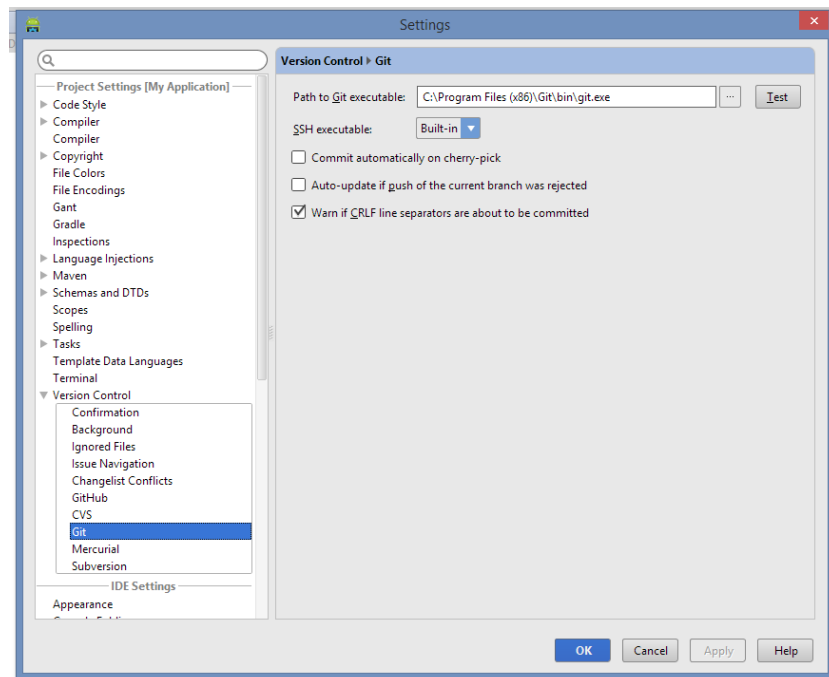 Settings
Version Control ▸ Git
Project Settings [My Application]
Code Style
Compiler
Compiler
Copyright
File Colors
File Encodings
Gant
Gradle
Inspections
Language Injections
Maven
Schemas and DTDs
Scopes
Spelling
Tasks
Template Data Languages
Terminal
Version Control
Confirmation
Background
Ignored Files
Issue Navigation
Changelist Conflicts
GitHub
CVS
Git
Mercurial
Subversion
IDE Settings
Appearance
Path to Git executable: C:\Program Files (x86)\Git\bin\git.exe ... Test
SSH executable: Built-in
Commit automatically on cherry-pick
Auto-update if push of the current branch was rejected
Warn if CRLF line separators are about to be committed
OK Cancel Apply Help